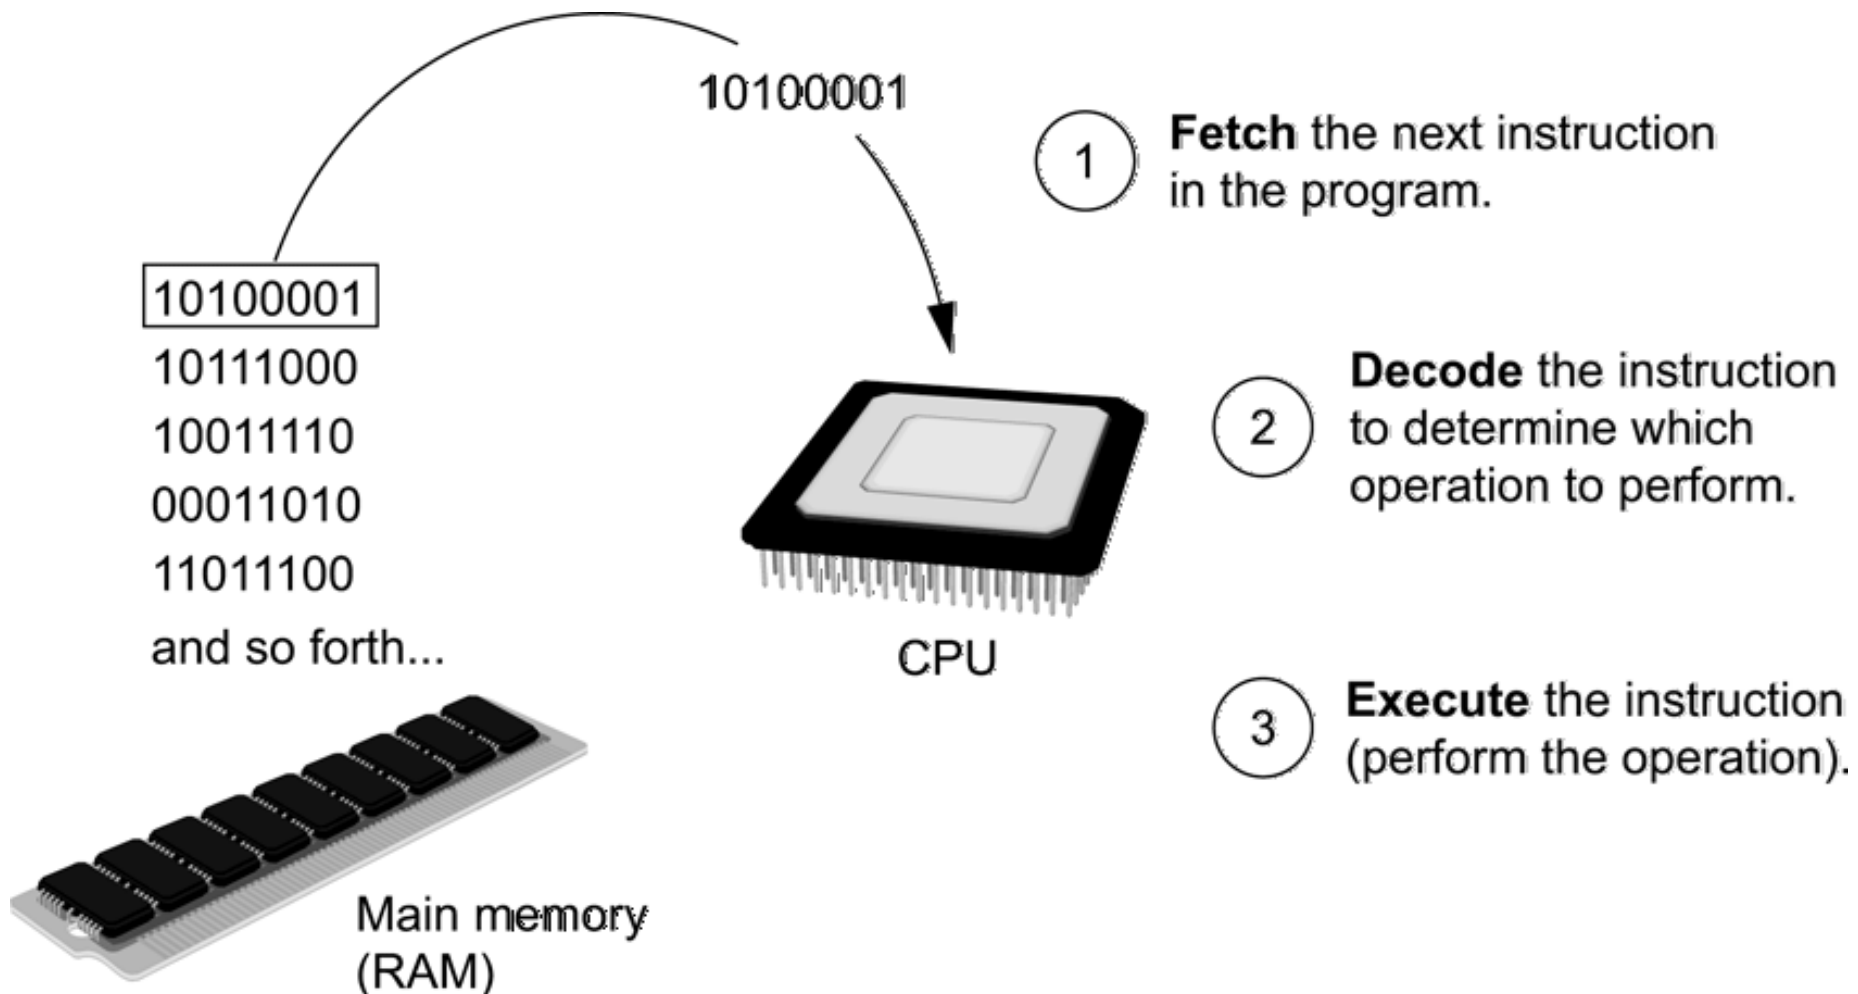 10100001
1
Fetch the next instruction
in the program.
10100001
10111000
10011110
00011010
11011100
and so forth...
CPU
2
Decode the instruction
to determine which
operation to perform.
3
Execute the instruction
(perform the operation).
Main memory
(RAM)